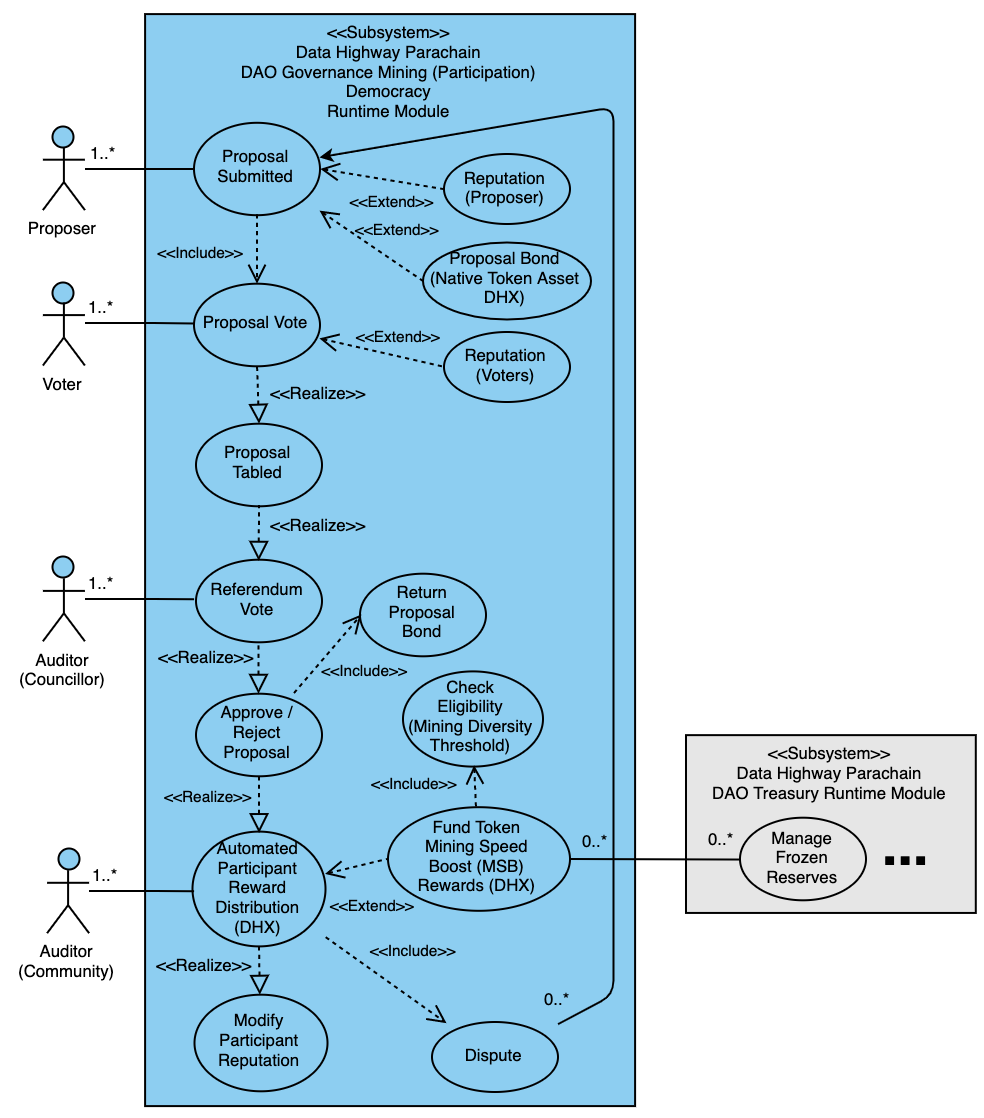 <<Subsystem>>
Data Highway Parachain
DAO Governance Mining (Participation)
Democracy
Runtime Module
1..*
Proposer
Proposal
Submitted
Reputation
(Proposer)
<<Extend>>
<<Extend>>
<<Include>>
Proposal Bond
(Native Token Asset
DHX)
1..*
Voter
Proposal Vote
<<Extend>>
Reputation
(Voters)
<<Realize>>
Proposal
Tabled
<<Realize>>
1..*
Auditor
(Councillor)
Referendum
Vote
Return
Proposal
Bond
<<Realize>>
<<Include>>
Approve /
Reject
Proposal
Check
Eligibility
(Mining Diversity
Threshold)
<<Include>>
<<Realize>>
Fund Token
Mining Speed
Boost (MSB)
Rewards (DHX)
0..*
0..*
<<Subsystem>>
Data Highway Parachain
DAO Treasury Runtime Module
Manage
Frozen
Reserves
1..*
Auditor
(Community)
Automated
Participant
Reward
Distribution
(DHX)
<<Extend>>
<<Include>>
<<Realize>>
0..*
Modify
Participant
Reputation
Dispute